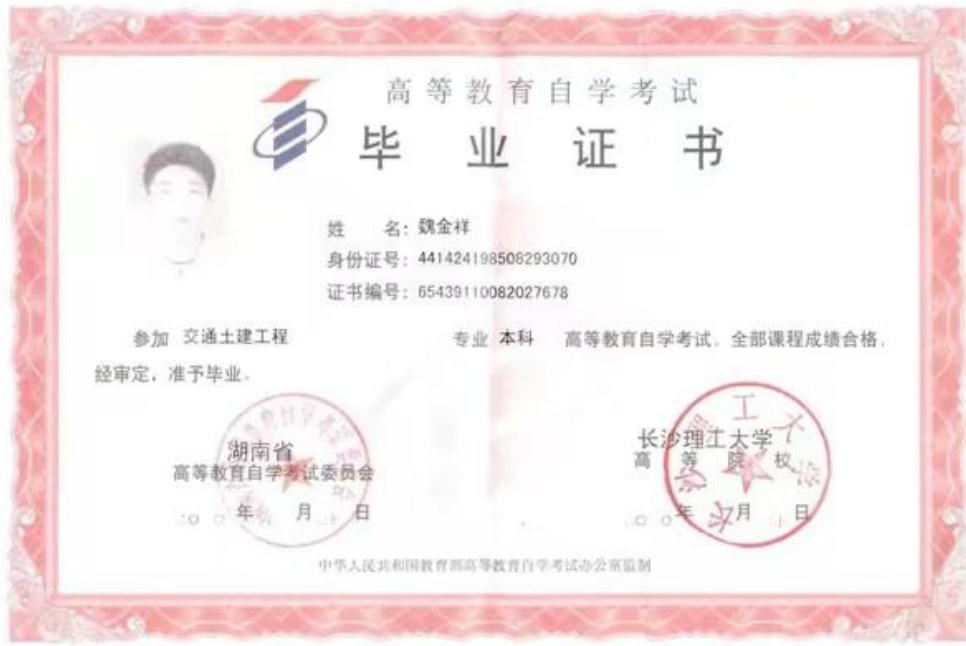 高等教育自学考试
毕业证书
姓 名：魏金祥
身份证号：441424198508293070
证书编号：65439110082027678
参加 交通土建工程 专业 本科 高等教育自学考试，全部课程成绩合格，
经审定，准予毕业。
湖南省
高等教育自学考试委员会
年 月 日
长沙理工大学
高等院校
年 月 日
长沙理工大学
中华人民共和国教育部高等教育自学考试办公室监制